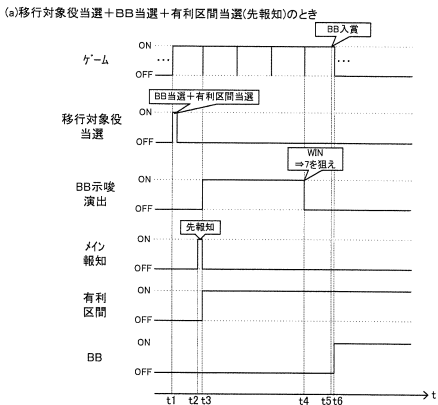 (a)移行対象役当選+BB当選+有利区間当選(先報知)のとき
BB入賞
ゲーム
ON
OFF
…
…
BB当選+有利区間当選
移行対象役
当選
ON
OFF
WIN
⇒7を狙え
BB示唆
演出
ON
OFF
先報知
メイン
報知
ON
OFF
有利
区間
ON
OFF
BB
ON
OFF
t1 t2 t3 t4 t5 t6 t